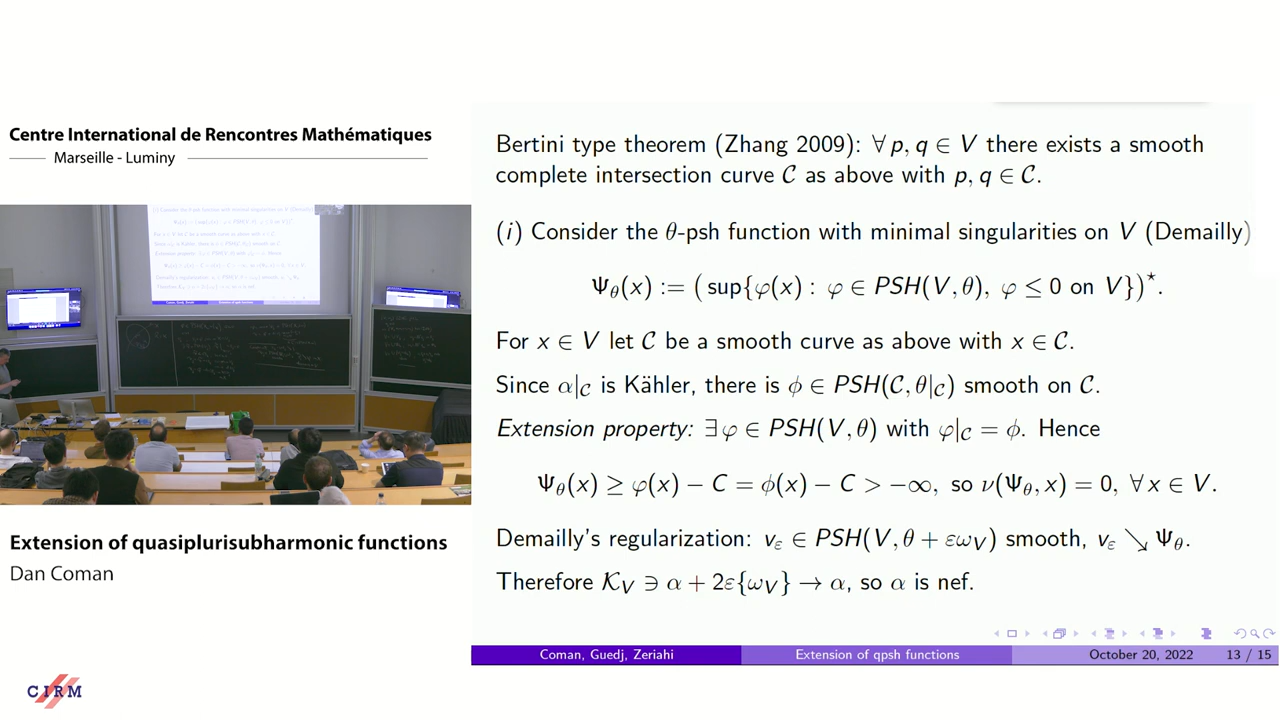 Centre International de Rencontres Mathématiques
Marseille - Luminy
Bertini type theorem (Zhang 2009): ∀ p, q ∈ V there exists a smooth
complete intersection curve 𝒞 as above with p, q ∈ 𝒞.
(i) Consider the θ-psh function with minimal singularities on V (Demailly)
Ψ_θ(x) := (sup{φ(x) : φ ∈ PSH(V, θ), φ ≤ 0 on V})^⋆.
For x ∈ V let 𝒞 be a smooth curve as above with x ∈ 𝒞.
Since α|_𝒞 is Kähler, there is ϕ ∈ PSH(𝒞, θ|_𝒞) smooth on 𝒞.
Extension property: ∃ φ ∈ PSH(V, θ) with φ|_𝒞 = ϕ. Hence
Ψ_θ(x) ≥ φ(x) − C = ϕ(x) − C > −∞, so ν(Ψ_θ, x) = 0, ∀ x ∈ V.
Demailly's regularization: v_ε ∈ PSH(V, θ + εω_V) smooth, v_ε ↘ Ψ_θ.
Therefore 𝒦_V ∋ α + 2ε{ω_V} → α, so α is nef.
Coman, Guedj, Zeriahi Extension of qpsh functions October 20, 2022 13 / 15
Extension of quasiplurisubharmonic functions
Dan Coman
CIRM